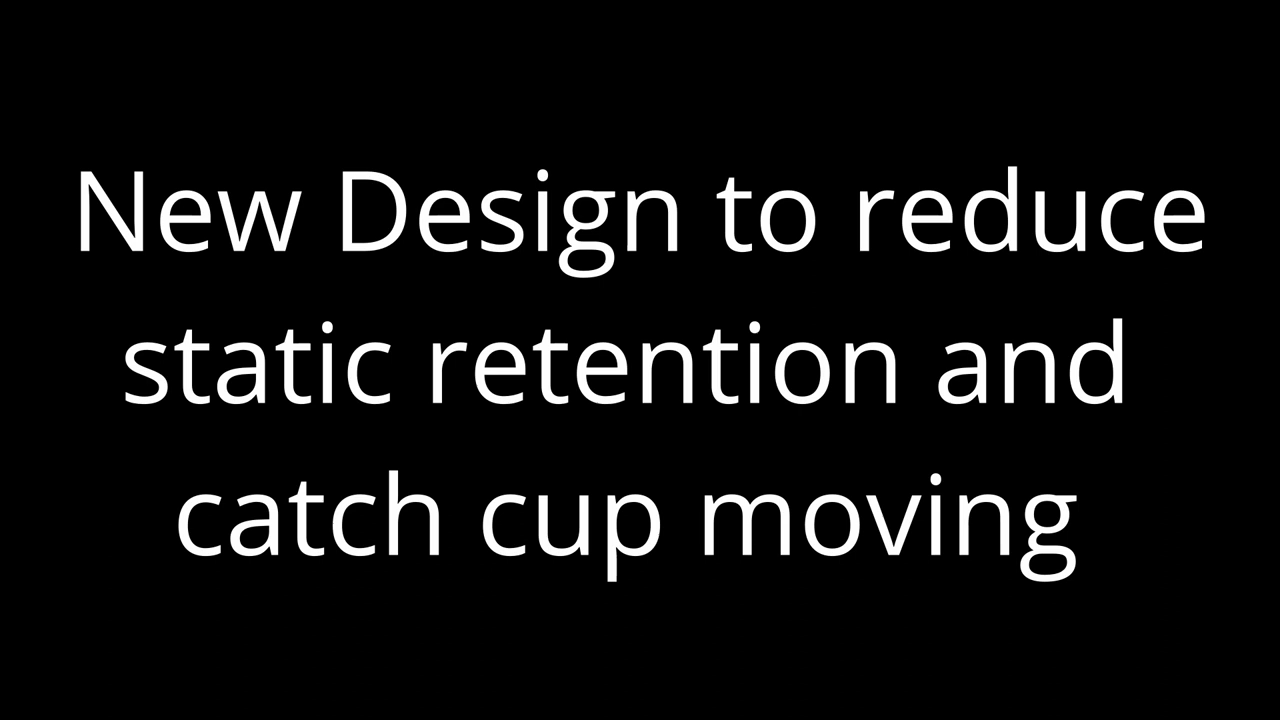 New Design to reduce
static retention and
catch cup moving